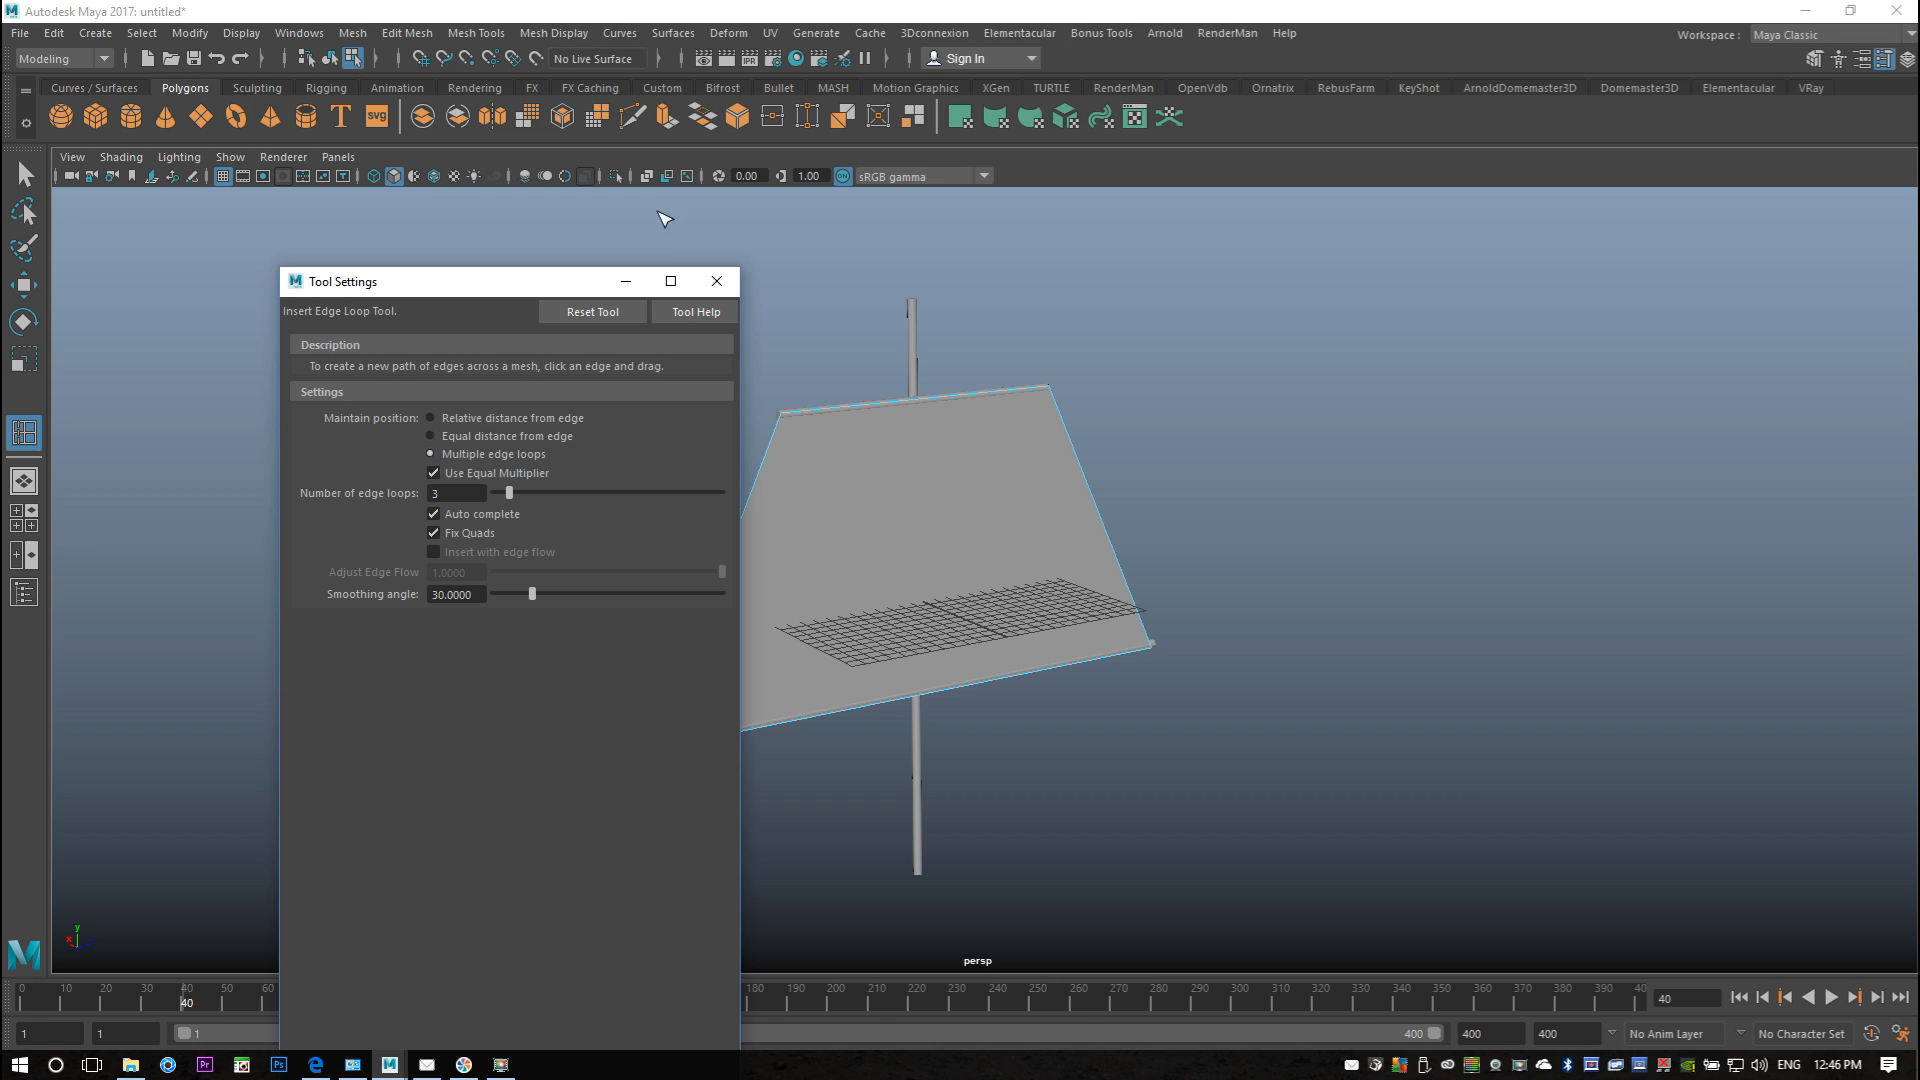 Autodesk Maya 2017: untitled*
File Edit Create Select Modify Display Windows Mesh Edit Mesh Mesh Tools Mesh Display Curves Surfaces Deform UV Generate Cache 3Dconnexion Elementacular Bonus Tools Arnold RenderMan Help
Workspace : Maya Classic
Modeling No Live Surface IPR Sign In
Curves / Surfaces Polygons Sculpting Rigging Animation Rendering FX FX Caching Custom Bifrost Bullet MASH Motion Graphics XGen TURTLE RenderMan OpenVdb Ornatrix RebusFarm KeyShot ArnoldDomemaster3D Domemaster3D Elementacular VRay
T SVG
View Shading Lighting Show Renderer Panels
0.00 1.00 ON sRGB gamma
Tool Settings
Insert Edge Loop Tool. Reset Tool Tool Help
Description
To create a new path of edges across a mesh, click an edge and drag.
Settings
Maintain position: Relative distance from edge
Equal distance from edge
Multiple edge loops
Use Equal Multiplier
Number of edge loops: 3
Auto complete
Fix Quads
Insert with edge flow
Adjust Edge Flow 1.0000
Smoothing angle: 30.0000
y
x
persp
0 10 20 30 40 50 60 180 190 200 210 220 230 240 250 260 270 280 290 300 310 320 330 340 350 360 370 380 390 40
40 40
1 1 1 400 400 400 No Anim Layer No Character Set
Pr Ps M ENG 12:46 PM